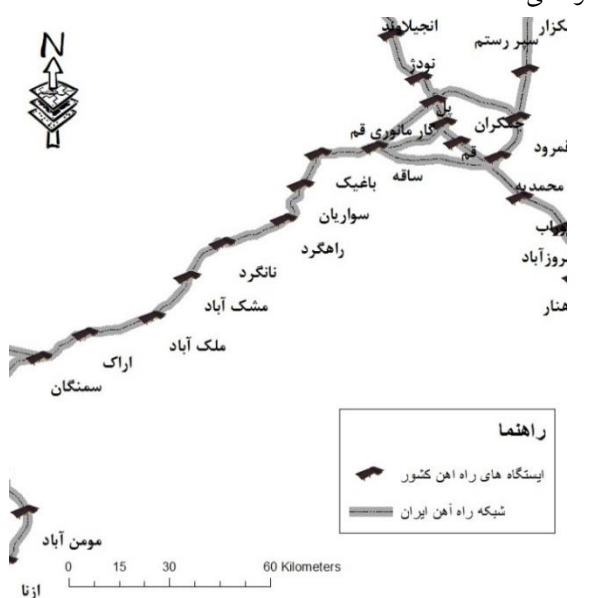 انجیلاوند
سپر رستم
نودژ
پل
جمکران
گار مانوری قم
قم
ساقه
محمدیه
باغیک
سواریان
راهگرد
نانگرد
مشک آباد
ملک آباد
اراک
سمنگان
N
راهنما
ایستگاه های راه اهن کشور
شبکه راه آهن ایران
مومن آباد
ازنا
0 15 30 60 Kilometers